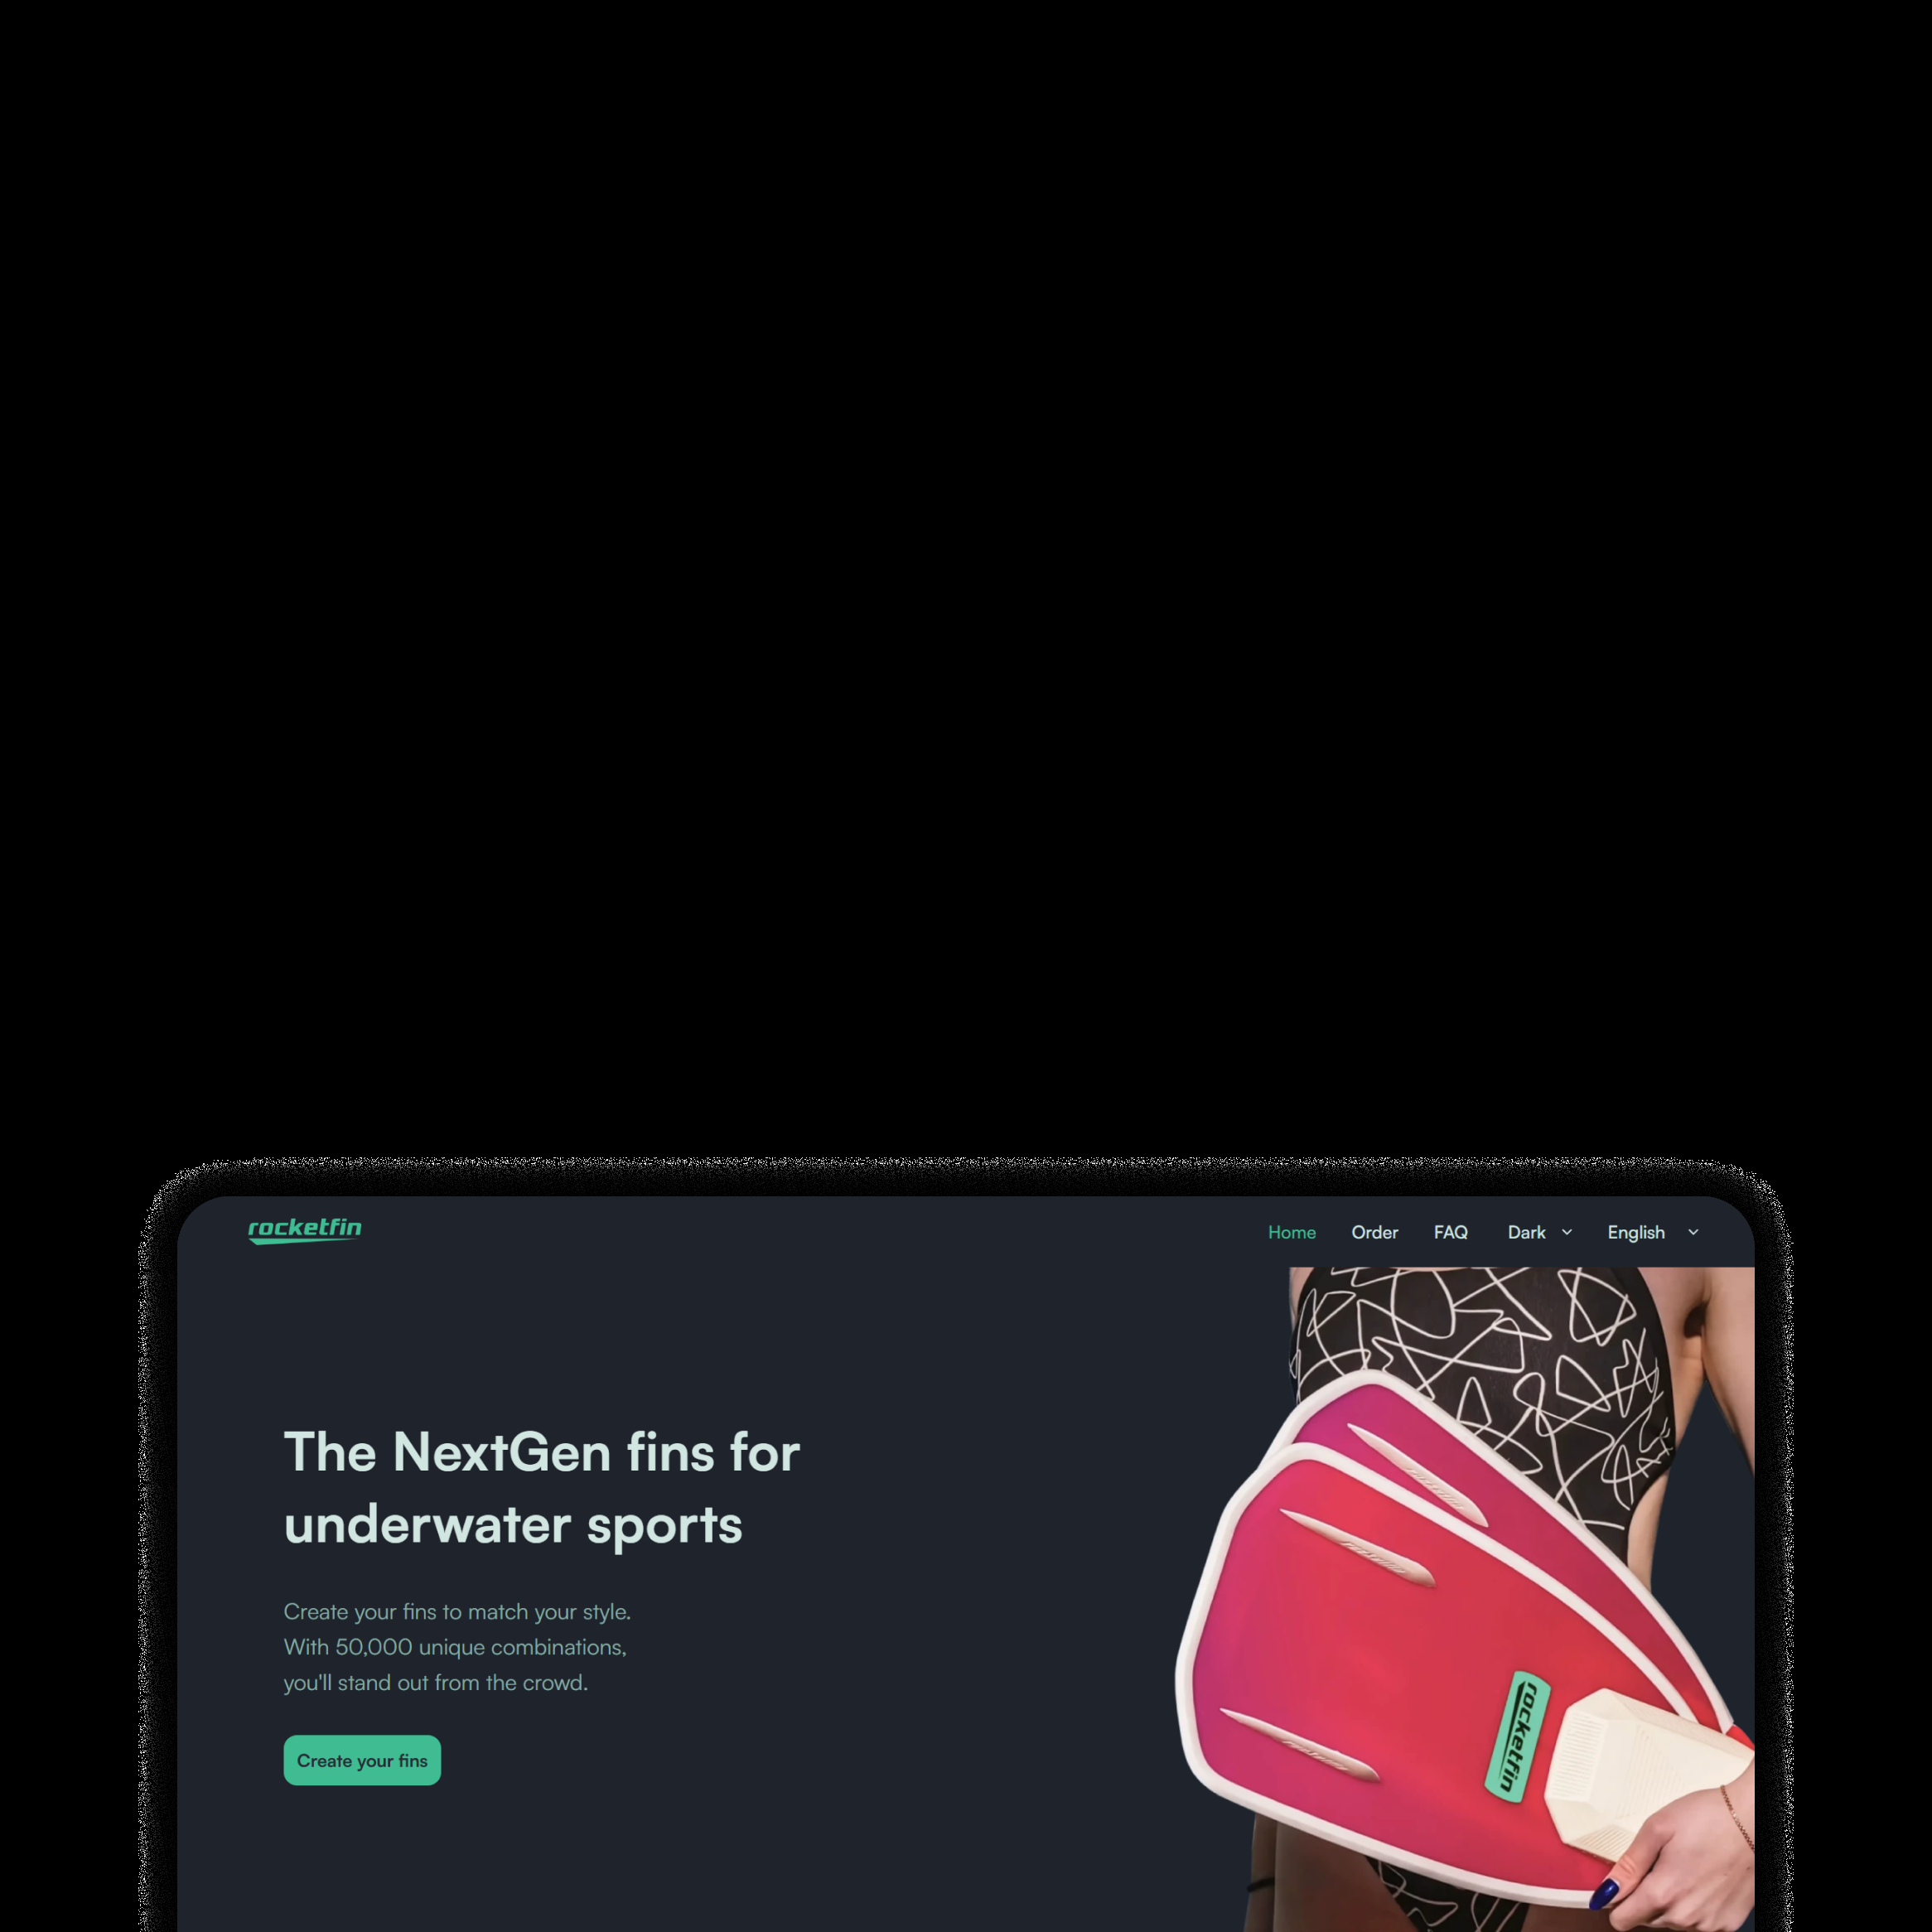 rocketfin
Home Order FAQ Dark English
The NextGen fins for
underwater sports
Create your fins to match your style.
With 50,000 unique combinations,
you'll stand out from the crowd.
Create your fins
rocketfin